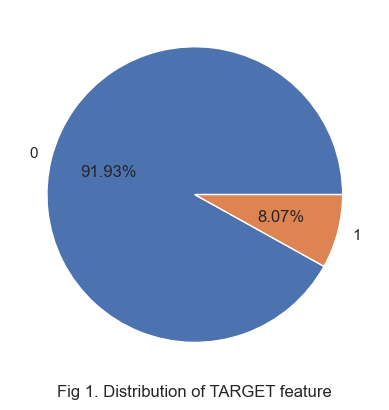 0
91.93%
8.07%
1
Fig 1. Distribution of TARGET feature